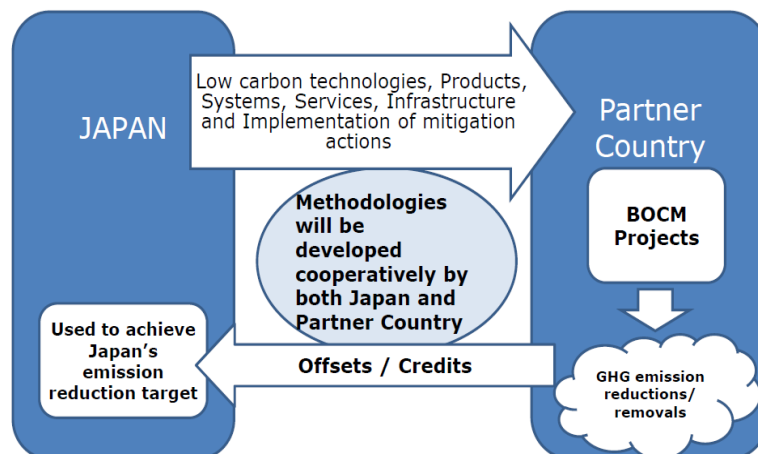 JAPAN
Low carbon technologies, Products,
Systems, Services, Infrastructure
and Implementation of mitigation
actions
Partner
Country
BOCM
Projects
Methodologies
will be
developed
cooperatively by
both Japan and
Partner Country
Used to achieve
Japan’s
emission
reduction target
Offsets / Credits
GHG emission
reductions/
removals